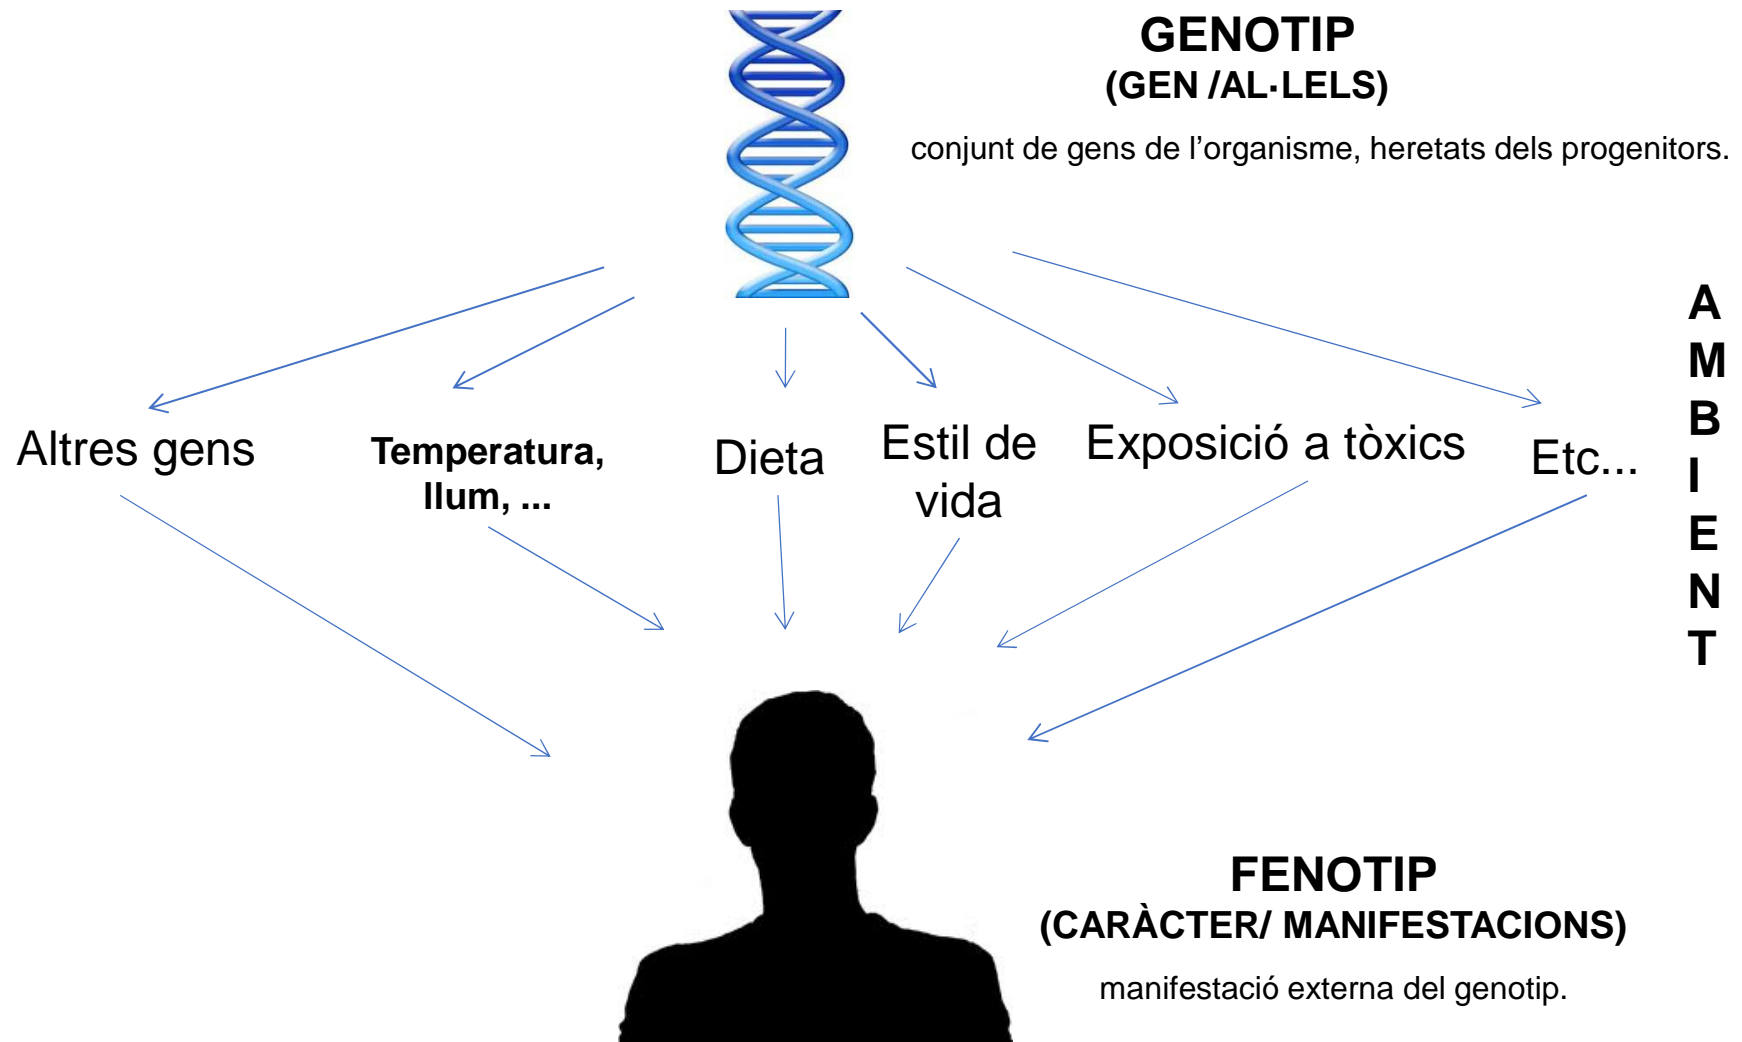 GENOTIP
(GEN /AL·LELS)
conjunt de gens de l’organisme, heretats dels progenitors.
Altres gens
Temperatura,
llum, ...
Dieta
Estil de
vida
Exposició a tòxics
Etc...
A
M
B
I
E
N
T
FENOTIP
(CARÀCTER/ MANIFESTACIONS)
manifestació externa del genotip.